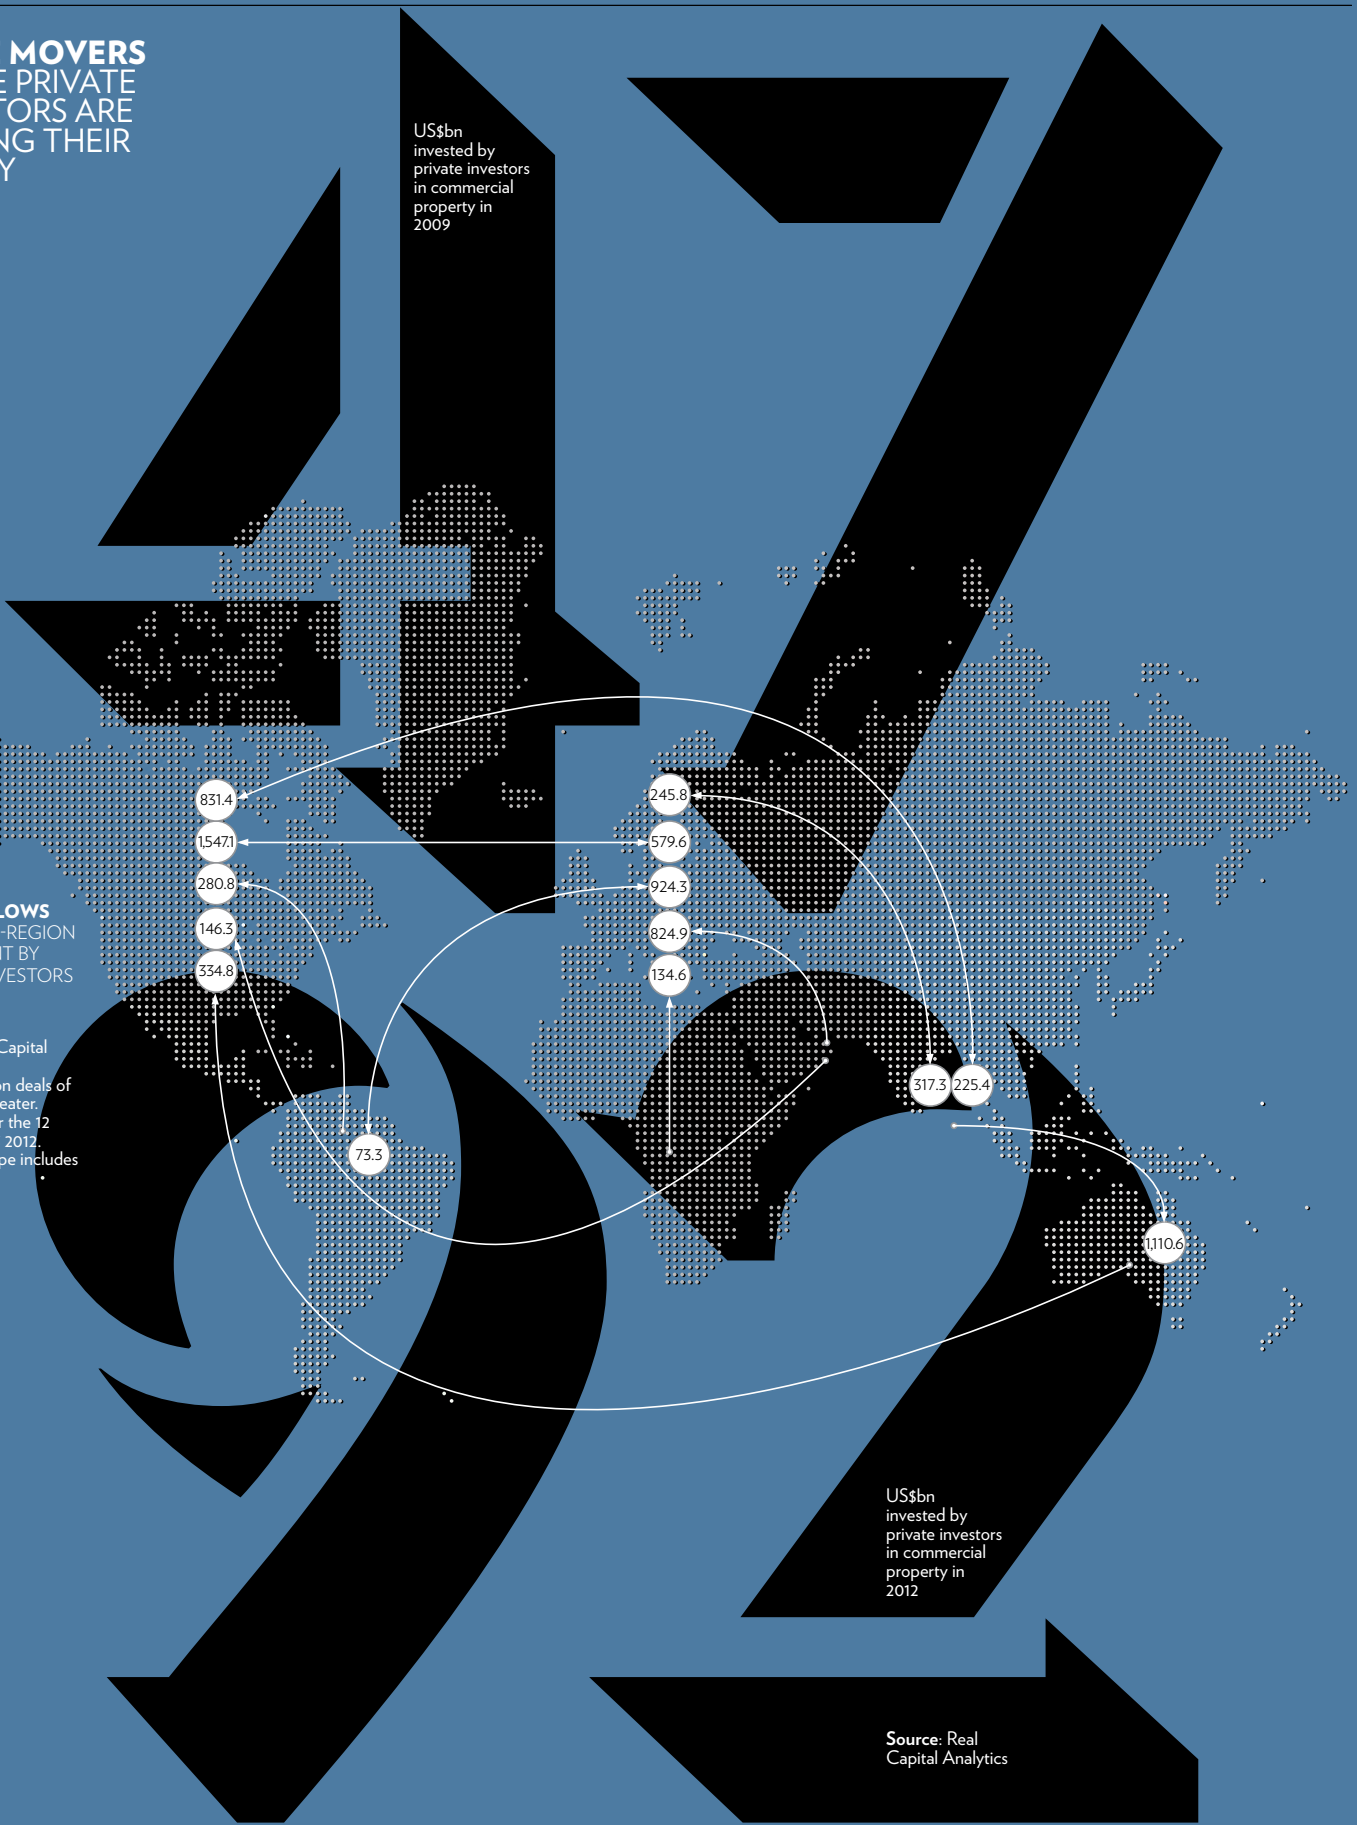 MOVERS
E PRIVATE
TORS ARE
NG THEIR
Y
US$bn
invested by
private investors
in commercial
property in
2009
47
831.4
1,547.1
280.8
146.3
334.8
245.8
579.6
924.3
824.9
134.6
317.3
225.4
73.3
1,110.6
LOWS
-REGION
T BY
VESTORS
Capital
on deals of
eater.
r the 12
2012.
pe includes
92
US$bn
invested by
private investors
in commercial
property in
2012
Source: Real
Capital Analytics